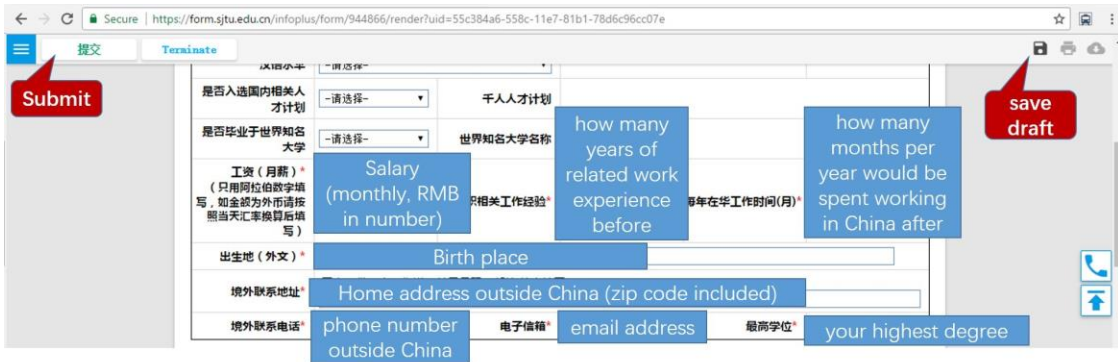 Secure | https://form.sjtu.edu.cn/infoplus/form/944866/render?uid=55c384a6-558c-11e7-81b1-78d6c96cc07e
提交 Terminate
Submit
save
draft
汉语水平 -请选择-
是否入选国内相关人
才计划
-请选择-
千人人才计划
是否毕业于世界知名
大学
-请选择-
世界知名大学名称
工资（月薪）*
（只用阿拉伯数字填
写，如金额为外币请按
照当天汇率换算后填
写）
Salary
(monthly, RMB
in number)
相关工作经验*
how many
years of
related work
experience
before
每年在华工作时间(月)*
how many
months per
year would be
spent working
in China after
出生地（外文）*
Birth place
境外联系地址*
Home address outside China (zip code included)
境外联系电话*
phone number
outside China
电子信箱*
email address
最高学位*
your highest degree